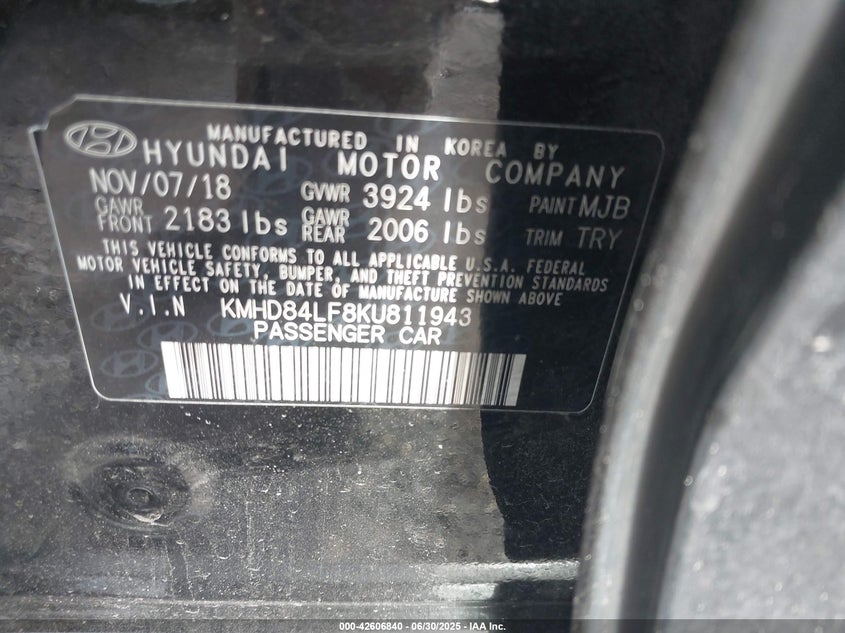 MANUFACTURED IN KOREA BY
HYUNDAI MOTOR COMPANY
NOV/07/18 GVWR 3924 lbs PAINT MJB
GAWR FRONT 2183 lbs GAWR REAR 2006 lbs TRIM TRY
THIS VEHICLE CONFORMS TO ALL APPLICABLE U.S.A. FEDERAL
MOTOR VEHICLE SAFETY, BUMPER, AND THEFT PREVENTION STANDARDS
IN EFFECT ON THE DATE OF MANUFACTURE SHOWN ABOVE
V.I.N KMHD84LF8KU811943
PASSENGER CAR
000-42606840 - 06/30/2025 - IAA Inc.